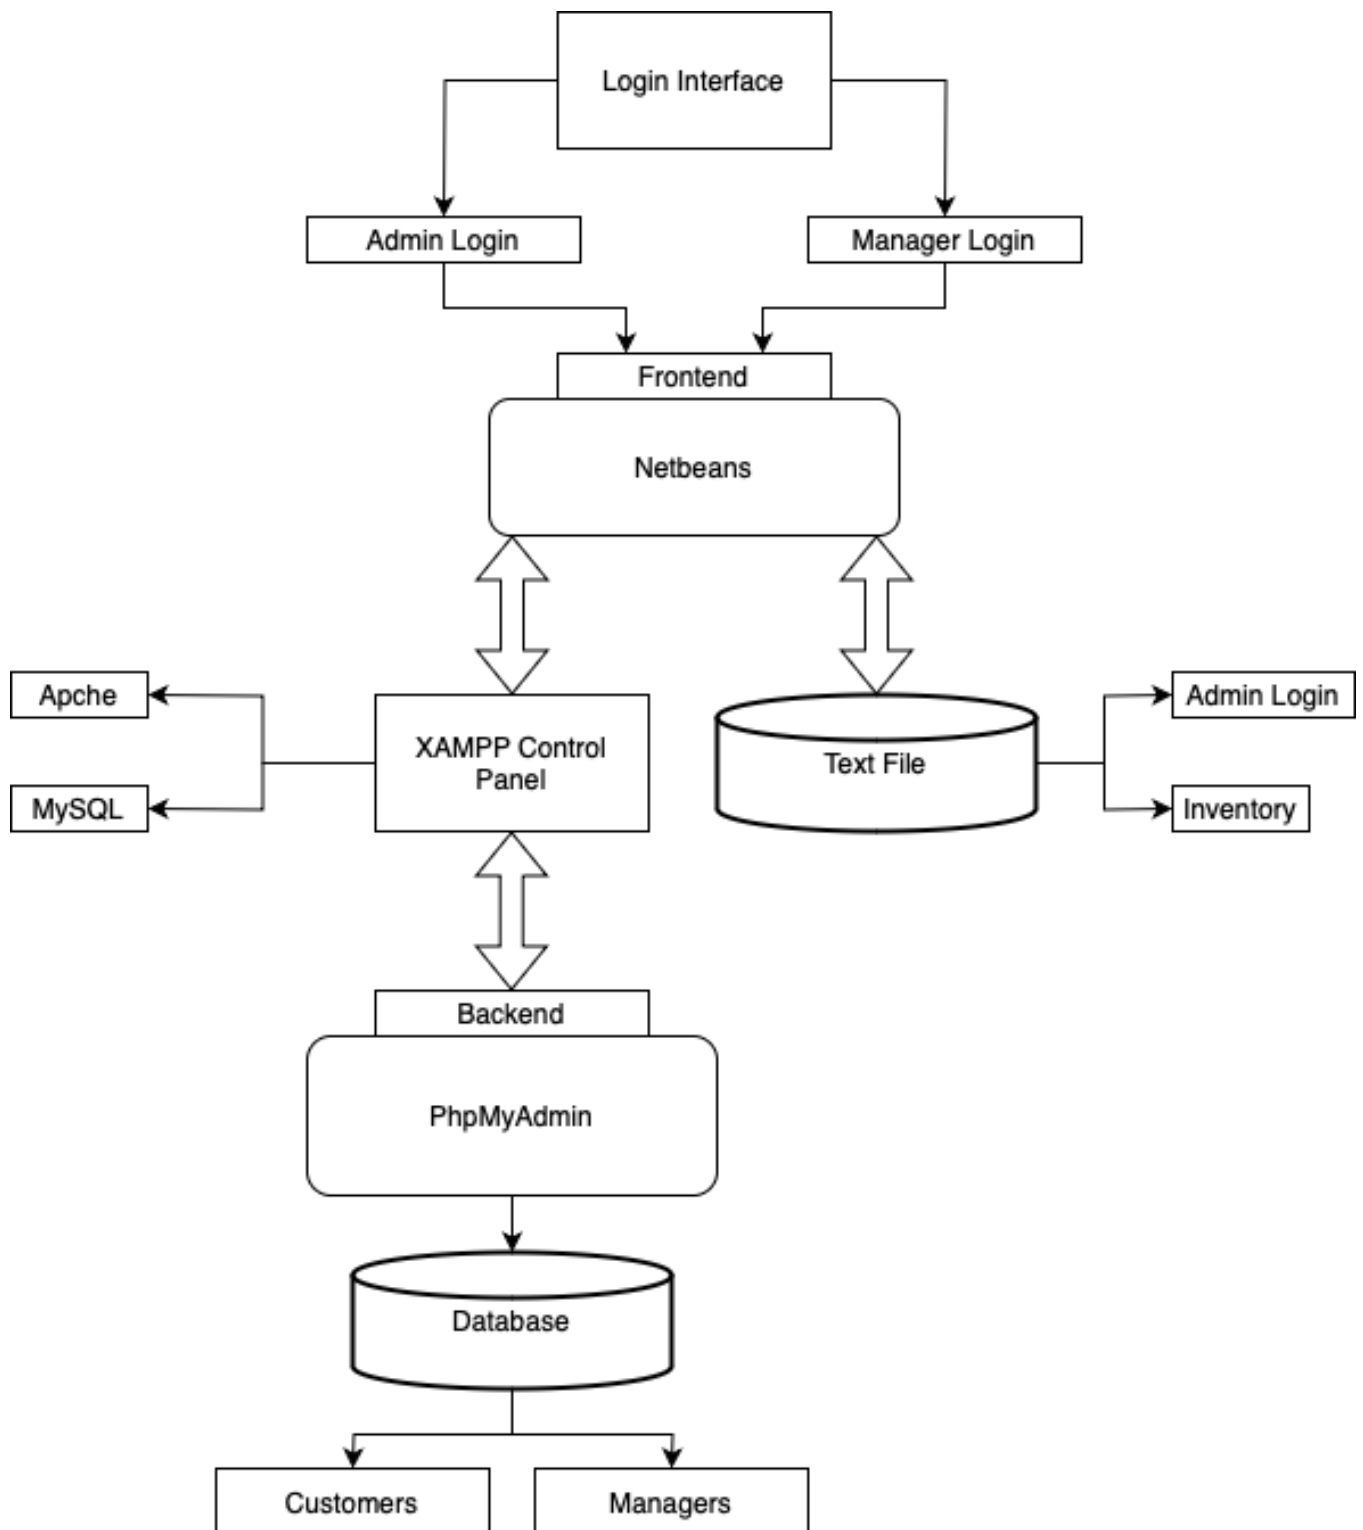 Login Interface
Admin Login
Manager Login
Frontend
Netbeans
Apche
MySQL
XAMPP Control
Panel
Text File
Admin Login
Inventory
Backend
PhpMyAdmin
Database
Customers
Managers